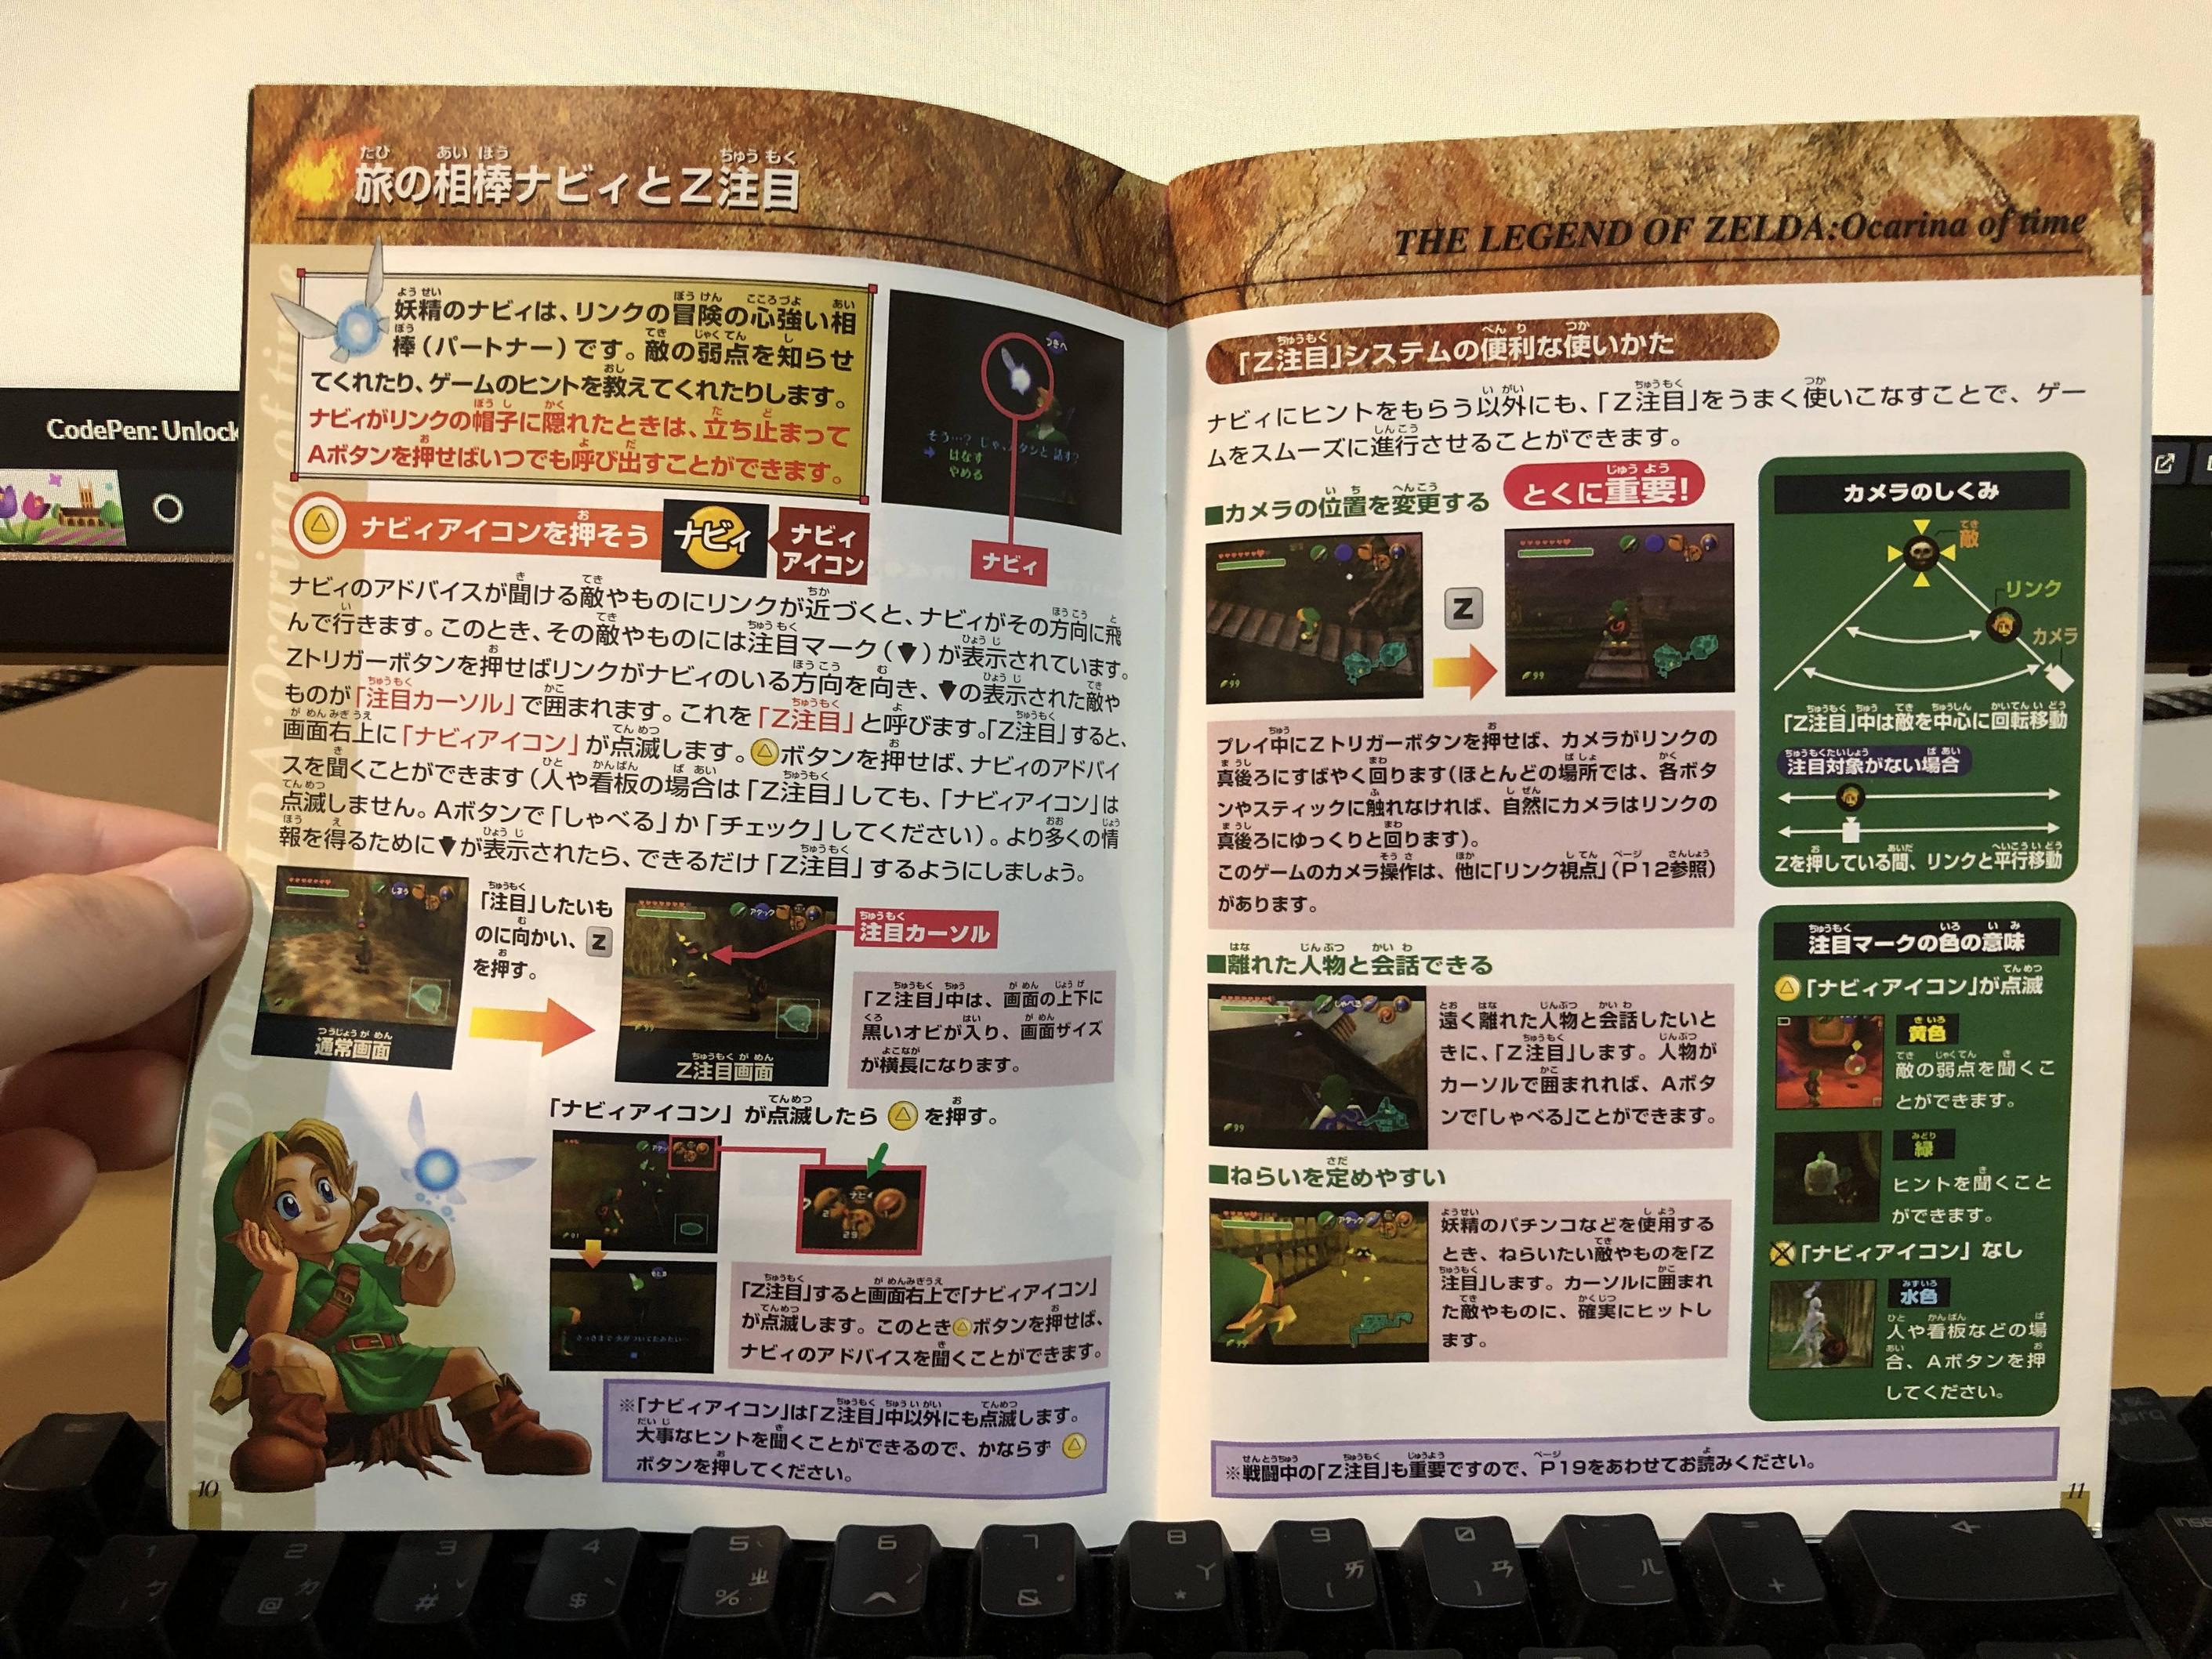 CodePen: Unlock
旅の相棒ナビィとZ注目
妖精のナビィは、リンクの冒険の心強い相
棒（パートナー）です。敵の弱点を知らせ
てくれたり、ゲームのヒントを教えてくれたりします。
ナビィがリンクの帽子に隠れたときは、立ち止まって
Aボタンを押せばいつでも呼び出すことができます。
はなす
やめる
ナビィ
ナビィアイコンを押そう
ナビィ
ナビィ
アイコン
ナビィのアドバイスが聞ける敵やものにリンクが近づくと、ナビィがその方向に飛
んで行きます。このとき、その敵やものには注目マーク（▼）が表示されています。
Zトリガーボタンを押せばリンクがナビィのいる方向を向き、▼の表示された敵や
ものが「注目カーソル」で囲まれます。これを「Z注目」と呼びます。「Z注目」すると、
画面右上に「ナビィアイコン」が点滅します。△ボタンを押せば、ナビィのアドバイ
スを聞くことができます（人や看板の場合は「Z注目」しても、「ナビィアイコン」は
点滅しません。Aボタンで「しゃべる」か「チェック」してください）。より多くの情
報を得るために▼が表示されたら、できるだけ「Z注目」するようにしましょう。
通常画面
「注目」したいも
のに向かい、Z
を押す。
Z注目画面
注目カーソル
「Z注目」中は、画面の上下に
黒いオビが入り、画面サイズ
が横長になります。
「ナビィアイコン」が点滅したら△を押す。
「Z注目」すると画面右上で「ナビィアイコン」
が点滅します。このとき△ボタンを押せば、
ナビィのアドバイスを聞くことができます。
※「ナビィアイコン」は「Z注目」中以外にも点滅します。
大事なヒントを聞くことができるので、かならず△
ボタンを押してください。
10
THE LEGEND OF ZELDA:Ocarina of time
「Z注目」システムの便利な使いかた
ナビィにヒントをもらう以外にも、「Z注目」をうまく使いこなすことで、ゲー
ムをスムーズに進行させることができます。
■カメラの位置を変更する
とくに重要!
Z
プレイ中にZトリガーボタンを押せば、カメラがリンクの
真後ろにすばやく回ります（ほとんどの場所では、各ボタ
ンやスティックに触れなければ、自然にカメラはリンクの
真後ろにゆっくりと回ります）。
このゲームのカメラ操作は、他に「リンク視点」（P12参照）
があります。
■離れた人物と会話できる
遠く離れた人物と会話したいと
きに、「Z注目」します。人物が
カーソルで囲まれれば、Aボタ
ンで「しゃべる」ことができます。
■ねらいを定めやすい
妖精のパチンコなどを使用する
とき、ねらいたい敵やものを「Z
注目」します。カーソルに囲まれ
た敵やものに、確実にヒットし
ます。
カメラのしくみ
敵
リンク
カメラ
「Z注目」中は敵を中心に回転移動
注目対象がない場合
Zを押している間、リンクと平行移動
注目マークの色の意味
△「ナビィアイコン」が点滅
黄色
敵の弱点を聞くこ
とができます。
緑
ヒントを聞くこと
ができます。
「ナビィアイコン」なし
水色
人や看板などの場
合、Aボタンを押
してください。
※戦闘中の「Z注目」も重要ですので、P19をあわせてお読みください。
11